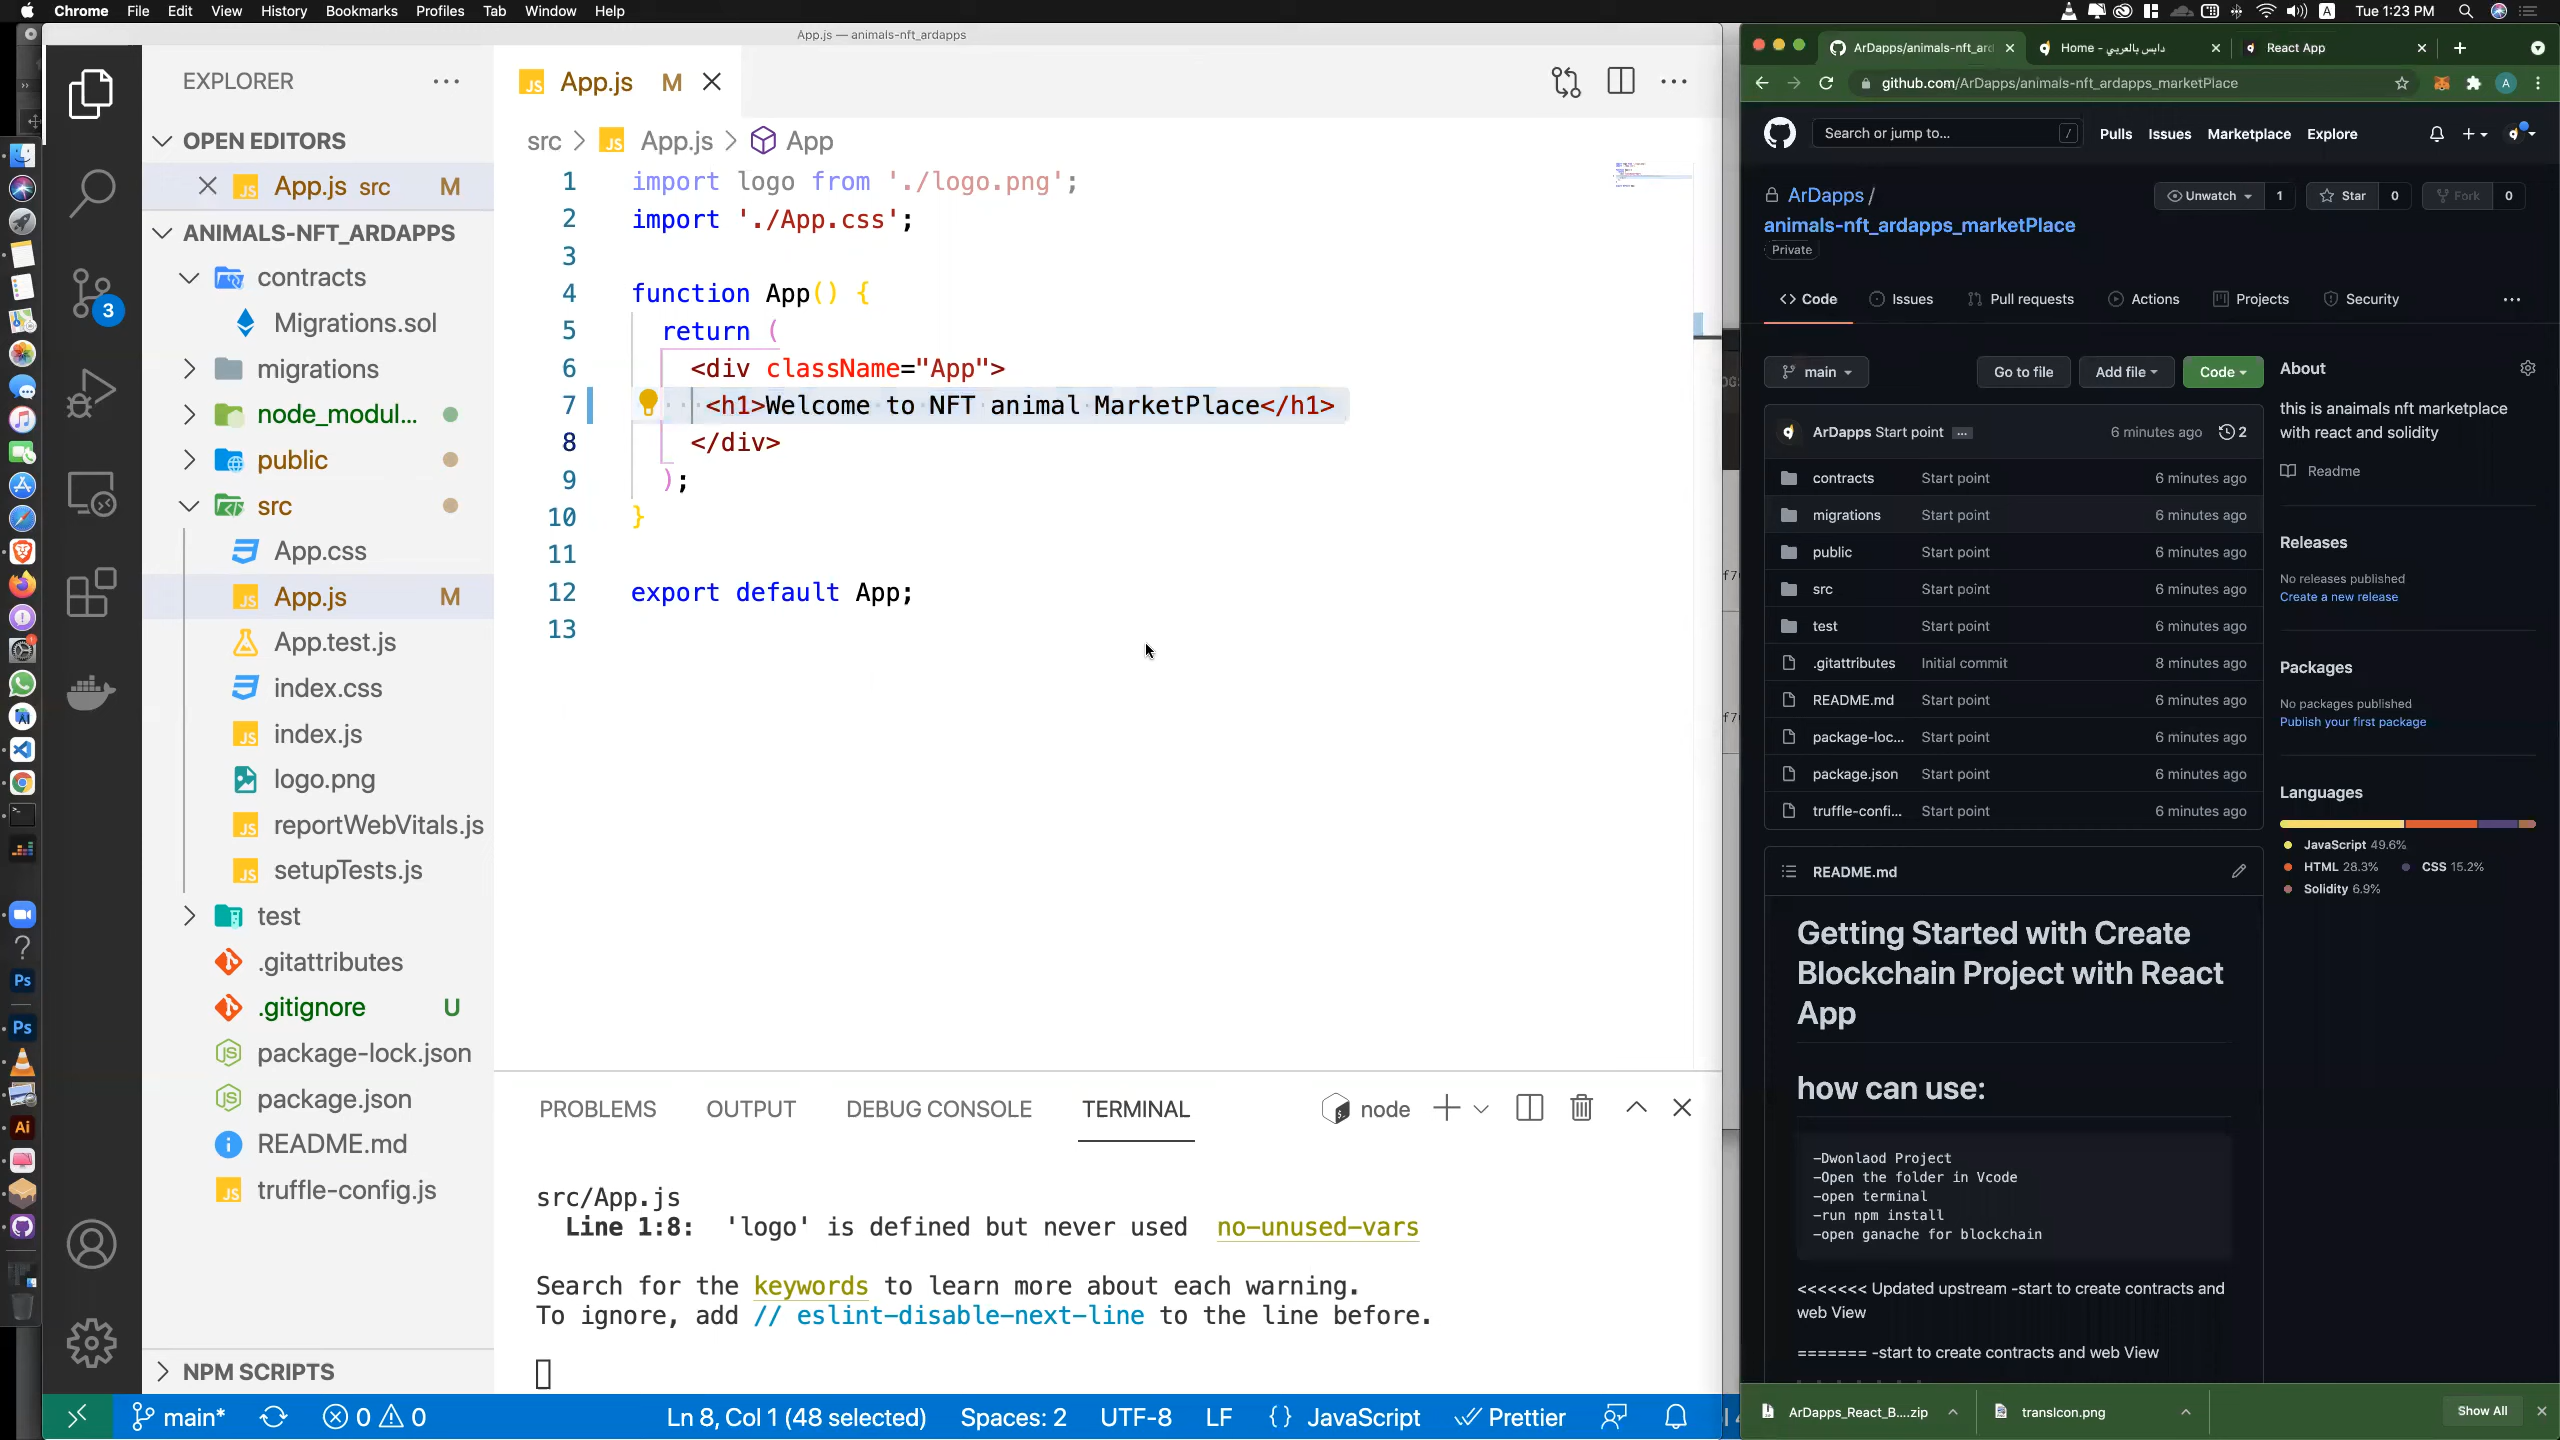 Chrome File Edit View History Bookmarks Profiles Tab Window Help
A Tue 1:23 PM
App.js — animals-nft_ardapps
EXPLORER
OPEN EDITORS
App.js src M
ANIMALS-NFT_ARDAPPS
contracts
Migrations.sol
migrations
node_modul...
public
src
App.css
App.js M
App.test.js
index.css
index.js
logo.png
reportWebVitals.js
setupTests.js
test
.gitattributes
.gitignore U
package-lock.json
package.json
README.md
truffle-config.js
NPM SCRIPTS
3
App.js M
src > App.js > App
1 import logo from './logo.png';
2 import './App.css';
3
4 function App() {
5 return (
6 <div className="App">
7 <h1>Welcome to NFT animal MarketPlace</h1>
8 </div>
9 );
10 }
11
12 export default App;
13
PROBLEMS OUTPUT DEBUG CONSOLE TERMINAL node
src/App.js
Line 1:8: 'logo' is defined but never used no-unused-vars
Search for the keywords to learn more about each warning.
To ignore, add // eslint-disable-next-line to the line before.
main* 0 0 Ln 8, Col 1 (48 selected) Spaces: 2 UTF-8 LF {} JavaScript Prettier
ArDapps/animals-nft_ard Home - دابس بالعربي React App
github.com/ArDapps/animals-nft_ardapps_marketPlace A
Search or jump to... / Pulls Issues Marketplace Explore
ArDapps / Unwatch 1 Star 0 Fork 0
animals-nft_ardapps_marketPlace
Private
<> Code Issues Pull requests Actions Projects Security ...
main Go to file Add file Code
ArDapps Start point ... 6 minutes ago 2
contracts Start point 6 minutes ago
migrations Start point 6 minutes ago
public Start point 6 minutes ago
src Start point 6 minutes ago
test Start point 6 minutes ago
.gitattributes Initial commit 8 minutes ago
README.md Start point 6 minutes ago
package-loc... Start point 6 minutes ago
package.json Start point 6 minutes ago
truffle-confi... Start point 6 minutes ago
About
this is anaimals nft marketplace
with react and solidity
Readme
Releases
No releases published
Create a new release
Packages
No packages published
Publish your first package
Languages
JavaScript 49.6%
HTML 28.3% CSS 15.2%
Solidity 6.9%
README.md
Getting Started with Create
Blockchain Project with React
App
how can use:
-Dwonlaod Project
-Open the folder in Vcode
-open terminal
-run npm install
-open ganache for blockchain
<<<<<<< Updated upstream -start to create contracts and
web View
======= -start to create contracts and web View
ArDapps_React_B....zip transIcon.png Show All
Ps
Ps
Ai